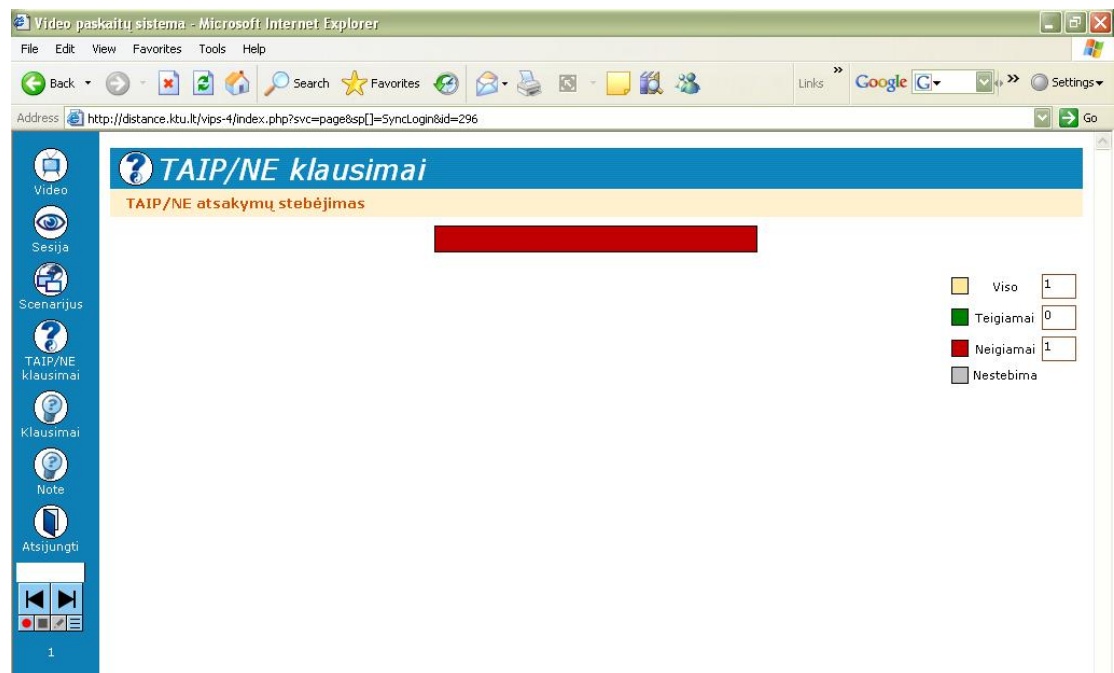 Video paskaitų sistema - Microsoft Internet Explorer
File Edit View Favorites Tools Help
Back Search Favorites Links » Google G » Settings
Address http://distance.ktu.lt/vips-4/index.php?svc=page&sp[]=SyncLogin&id=296 Go
Video
Sesija
Scenarijus
TAIP/NE
klausimai
Klausimai
Note
Atsijungti
1
? TAIP/NE klausimai
TAIP/NE atsakymų stebėjimas
Viso 1
Teigiamai 0
Neigiamai 1
Nestebima